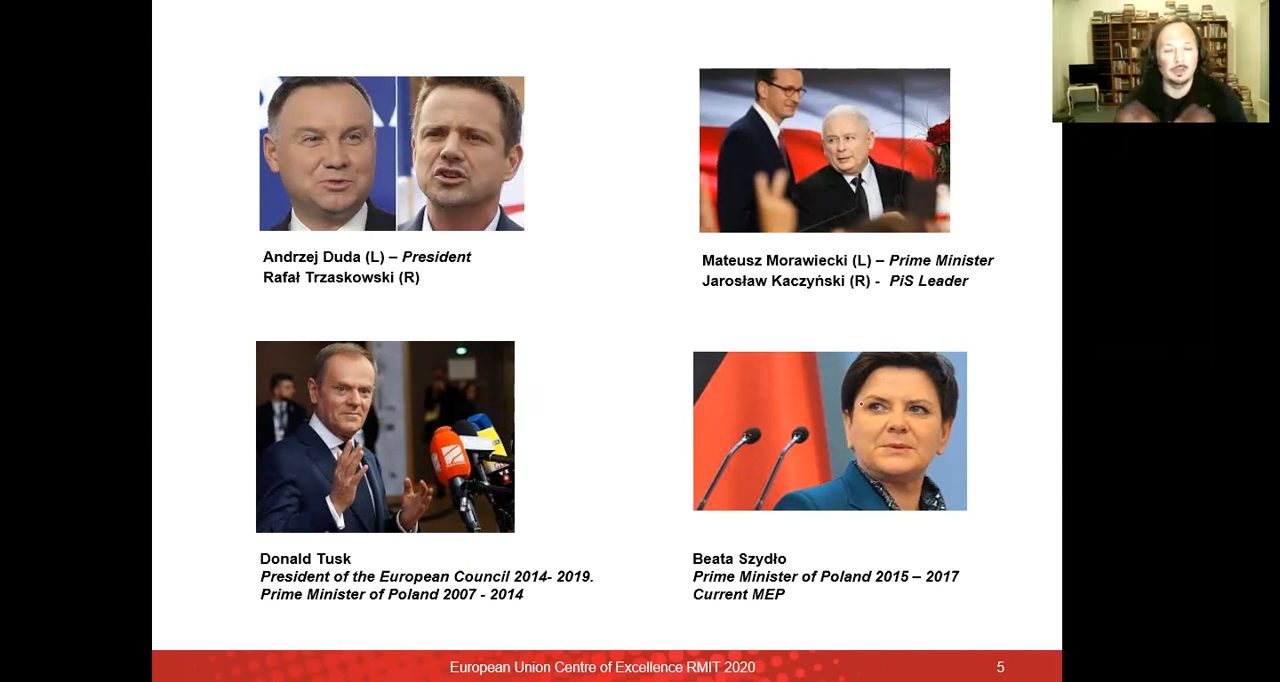 Andrzej Duda (L) – President
Rafał Trzaskowski (R)
Mateusz Morawiecki (L) – Prime Minister
Jarosław Kaczyński (R) - PiS Leader
Donald Tusk
President of the European Council 2014- 2019.
Prime Minister of Poland 2007 - 2014
Beata Szydło
Prime Minister of Poland 2015 – 2017
Current MEP
European Union Centre of Excellence RMIT 2020
5